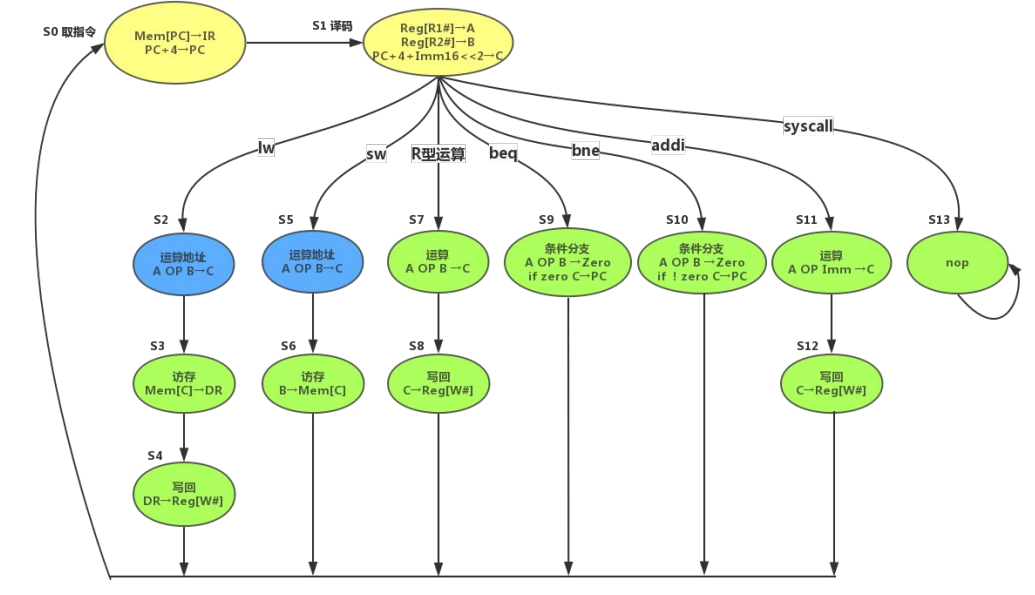 S0 取指令
Mem[PC]→IR
PC+4→PC
S1 译码
Reg[R1#]→A
Reg[R2#]→B
PC+4+Imm16<<2→C
lw
sw
R型运算
beq
bne
addi
syscall
S2
运算地址
A OP B→C
S5
运算地址
A OP B→C
S7
运算
A OP B →C
S9
条件分支
A OP B →Zero
if zero C→PC
S10
条件分支
A OP B →Zero
if ！zero C→PC
S11
运算
A OP Imm →C
S13
nop
S3
访存
Mem[C]→DR
S6
访存
B→Mem[C]
S8
写回
C→Reg[W#]
S12
写回
C→Reg[W#]
S4
写回
DR→Reg[W#]